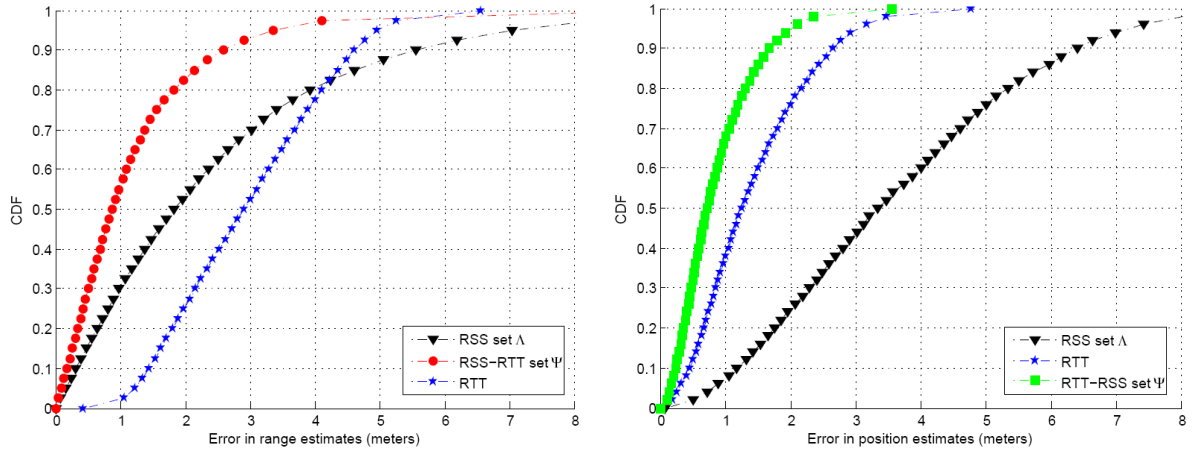 1
0.9
0.8
0.7
0.6
0.5
0.4
0.3
0.2
0.1
0
CDF
0 1 2 3 4 5 6 7 8
Error in range estimates (meters)
RSS set Λ
RSS-RTT set Ψ
RTT
1
0.9
0.8
0.7
0.6
0.5
0.4
0.3
0.2
0.1
0
CDF
0 1 2 3 4 5 6 7 8
Error in position estimates (meters)
RSS set Λ
RTT
RTT-RSS set Ψ